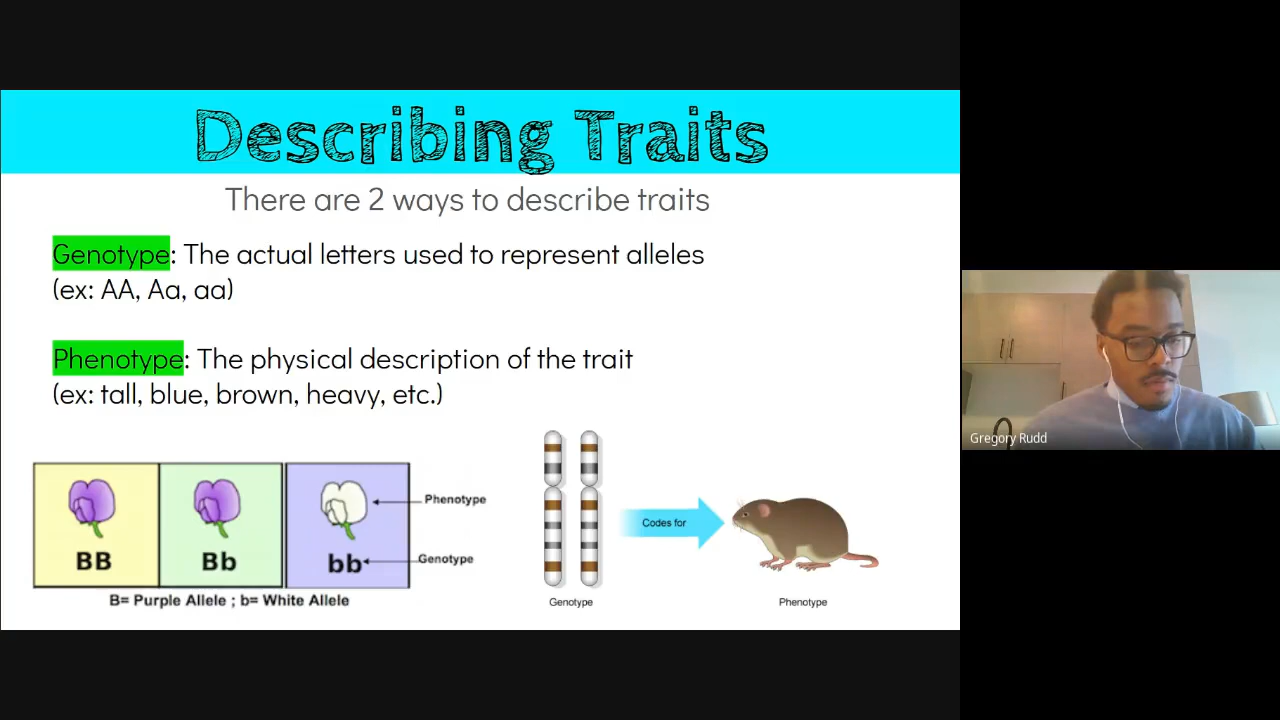 Describing Traits
There are 2 ways to describe traits
Genotype: The actual letters used to represent alleles
(ex: AA, Aa, aa)
Phenotype: The physical description of the trait
(ex: tall, blue, brown, heavy, etc.)
Phenotype
BB Bb bb Genotype
B= Purple Allele ; b= White Allele
Codes for
Genotype Phenotype
Gregory Rudd